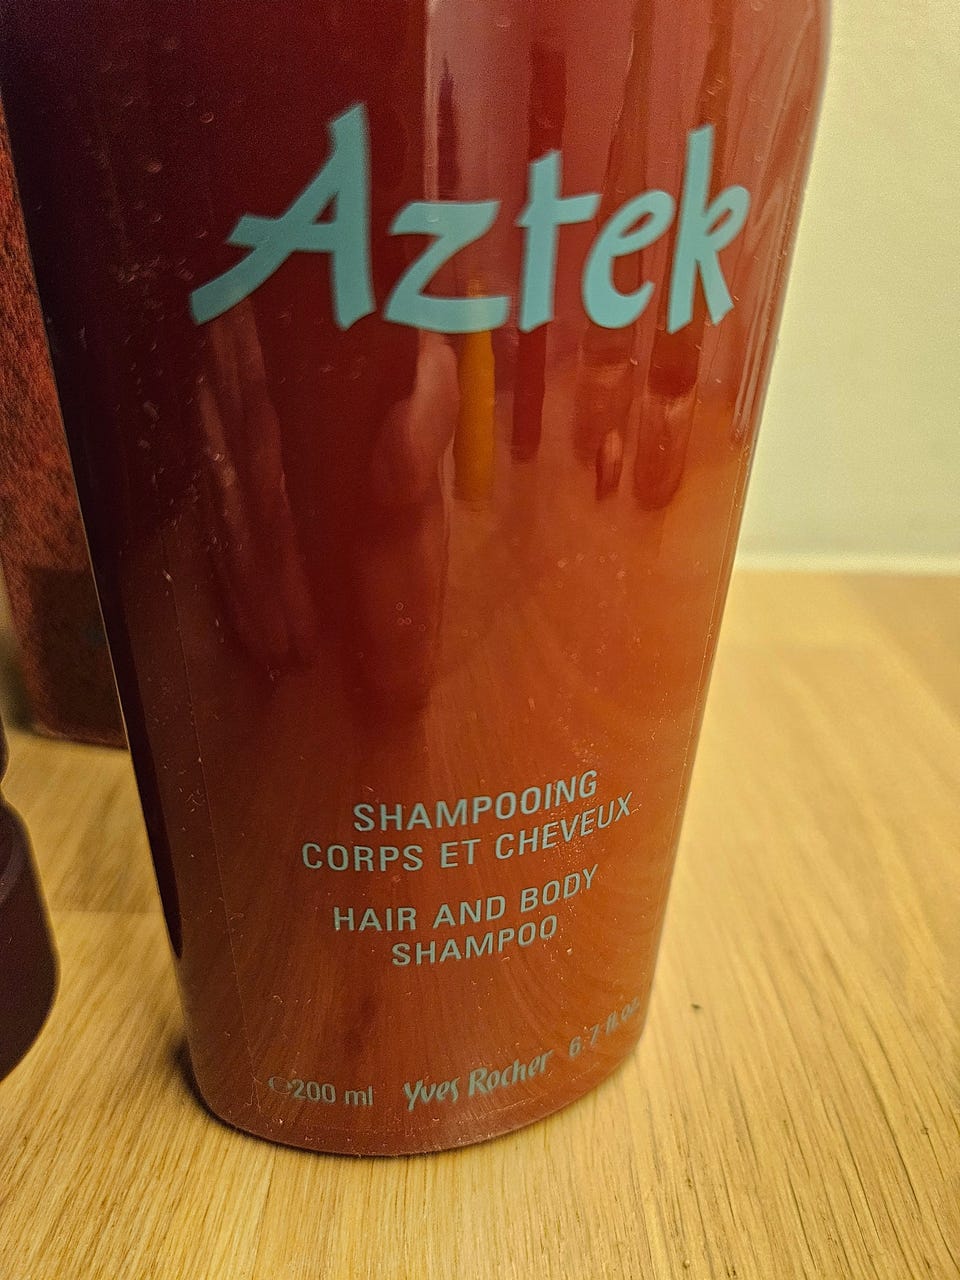 Aztek
SHAMPOOING
CORPS ET CHEVEUX
HAIR AND BODY
SHAMPOO
℮200 ml Yves Rocher 6.7 fl.oz.